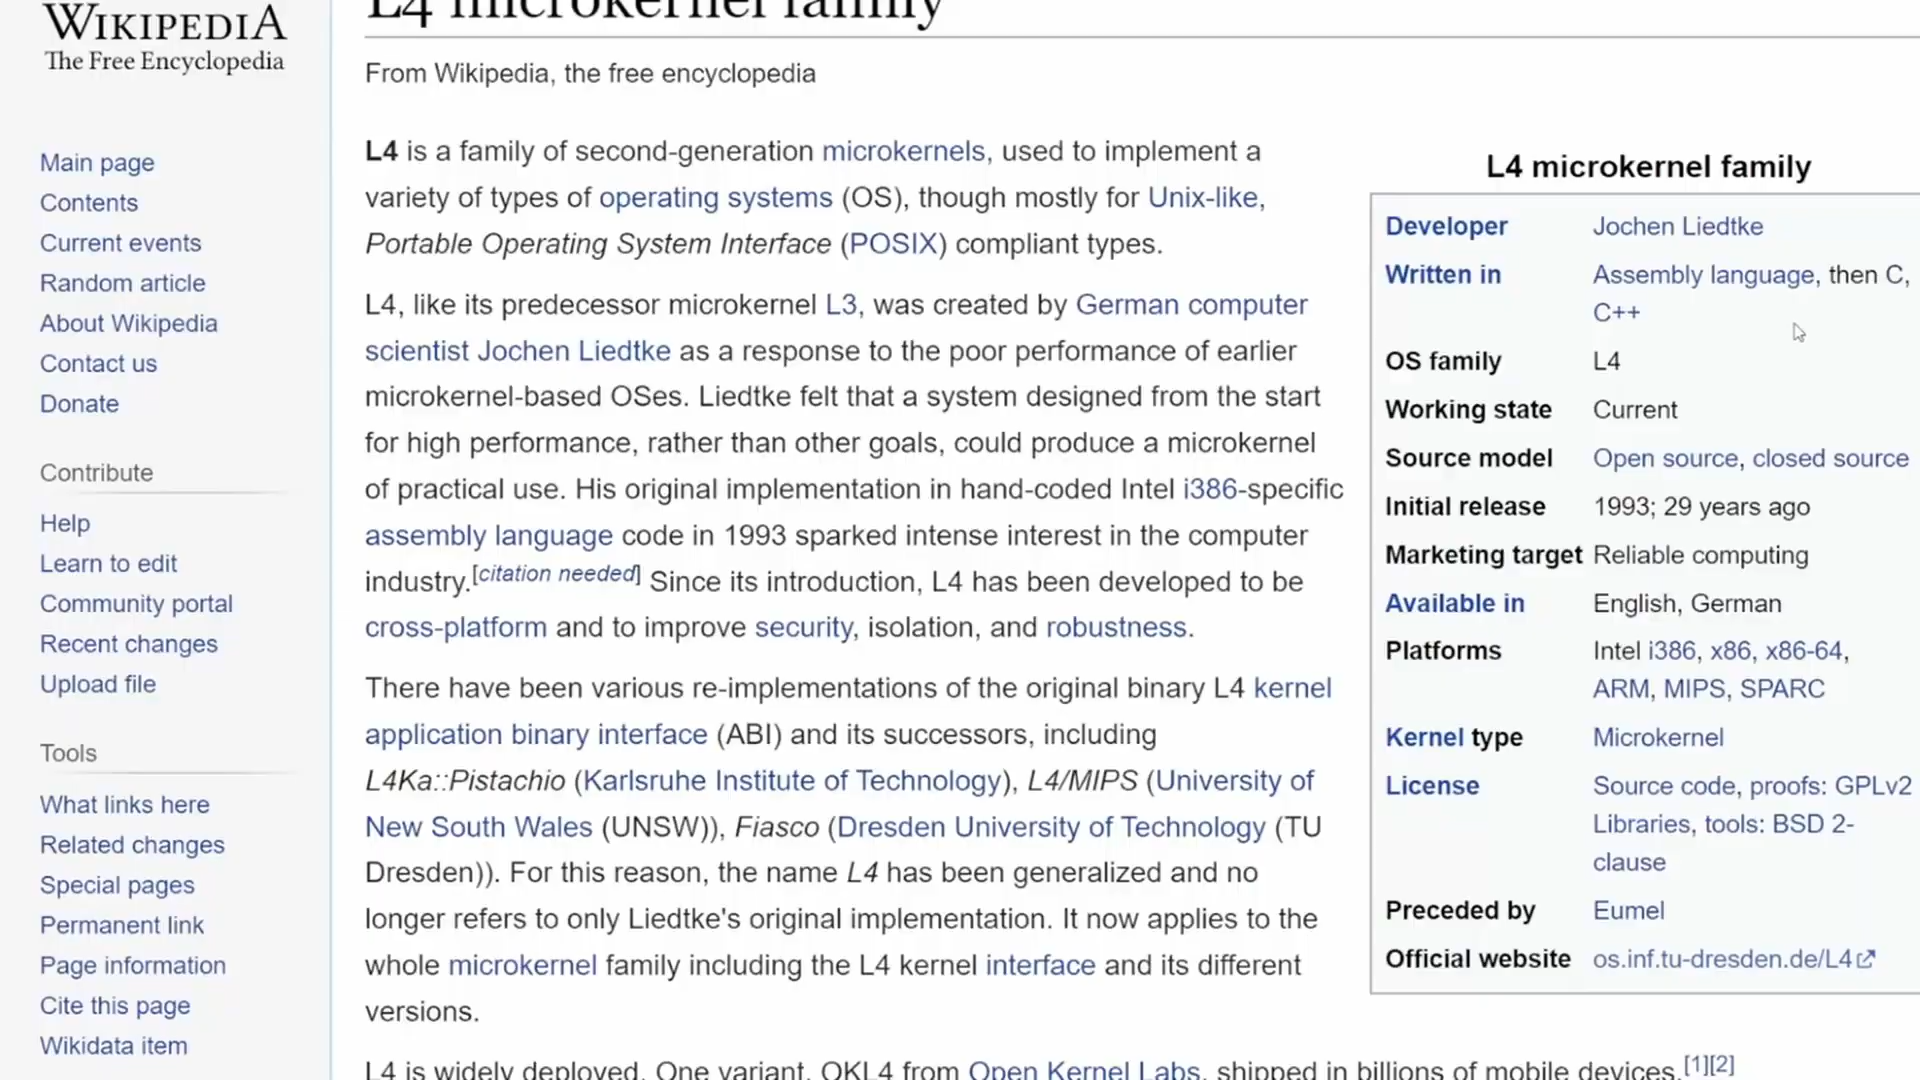 WIKIPEDIA
The Free Encyclopedia
Main page
Contents
Current events
Random article
About Wikipedia
Contact us
Donate
Contribute
Help
Learn to edit
Community portal
Recent changes
Upload file
Tools
What links here
Related changes
Special pages
Permanent link
Page information
Cite this page
Wikidata item
L4 microkernel family
From Wikipedia, the free encyclopedia
L4 is a family of second-generation microkernels, used to implement a
variety of types of operating systems (OS), though mostly for Unix-like,
Portable Operating System Interface (POSIX) compliant types.
L4, like its predecessor microkernel L3, was created by German computer
scientist Jochen Liedtke as a response to the poor performance of earlier
microkernel-based OSes. Liedtke felt that a system designed from the start
for high performance, rather than other goals, could produce a microkernel
of practical use. His original implementation in hand-coded Intel i386-specific
assembly language code in 1993 sparked intense interest in the computer
industry.[citation needed] Since its introduction, L4 has been developed to be
cross-platform and to improve security, isolation, and robustness.
There have been various re-implementations of the original binary L4 kernel
application binary interface (ABI) and its successors, including
L4Ka::Pistachio (Karlsruhe Institute of Technology), L4/MIPS (University of
New South Wales (UNSW)), Fiasco (Dresden University of Technology (TU
Dresden)). For this reason, the name L4 has been generalized and no
longer refers to only Liedtke's original implementation. It now applies to the
whole microkernel family including the L4 kernel interface and its different
versions.
L4 is widely deployed. One variant, OKL4 from Open Kernel Labs, shipped in billions of mobile devices.[1][2]
L4 microkernel family
Developer Jochen Liedtke
Written in Assembly language, then C,
C++
OS family L4
Working state Current
Source model Open source, closed source
Initial release 1993; 29 years ago
Marketing target Reliable computing
Available in English, German
Platforms Intel i386, x86, x86-64,
ARM, MIPS, SPARC
Kernel type Microkernel
License Source code, proofs: GPLv2
Libraries, tools: BSD 2-
clause
Preceded by Eumel
Official website os.inf.tu-dresden.de/L4